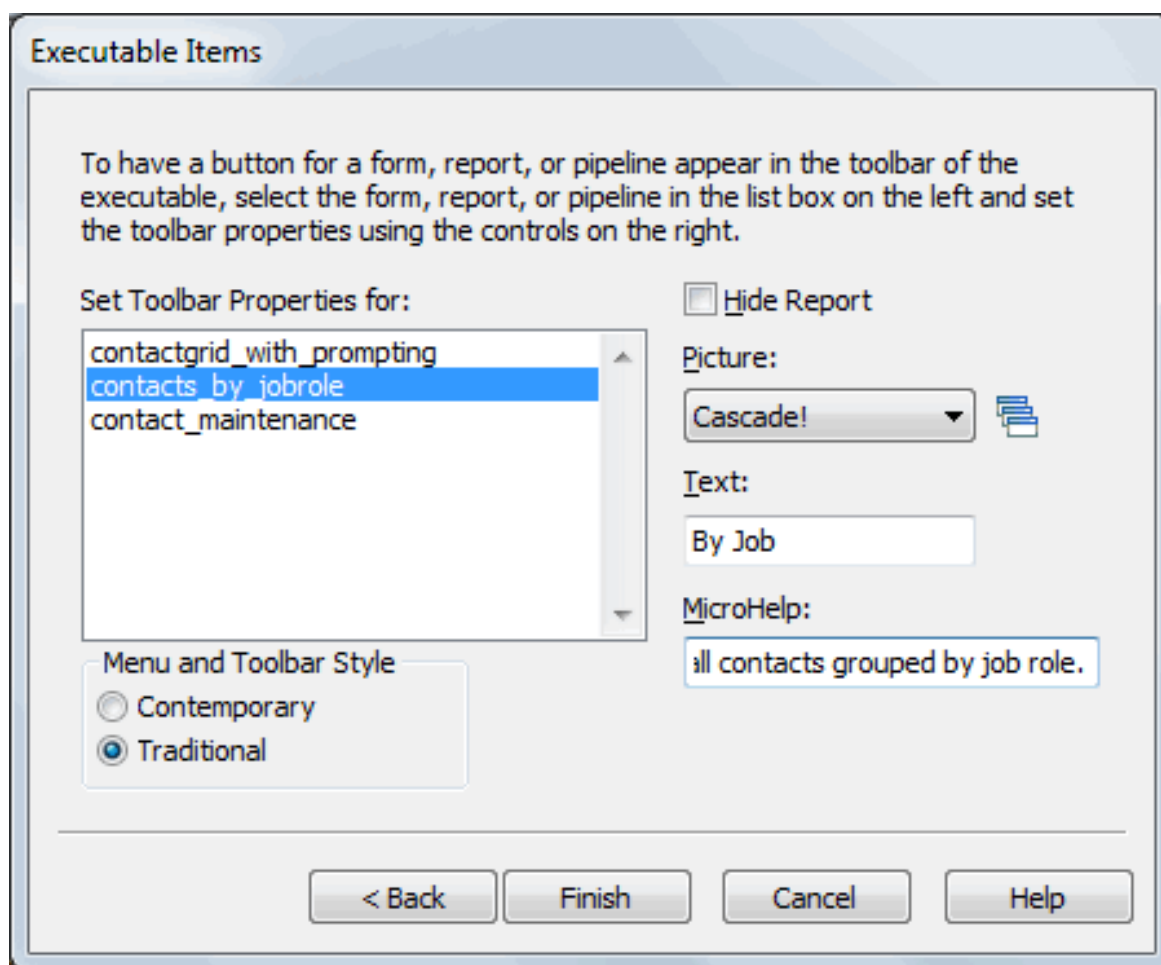 Executable Items
To have a button for a form, report, or pipeline appear in the toolbar of the
executable, select the form, report, or pipeline in the list box on the left and set
the toolbar properties using the controls on the right.
Set Toolbar Properties for:
contactgrid_with_prompting
contacts_by_jobrole
contact_maintenance
Menu and Toolbar Style
Contemporary
Traditional
Hide Report
Picture:
Cascade!
Text:
By Job
MicroHelp:
all contacts grouped by job role.
< Back
Finish
Cancel
Help